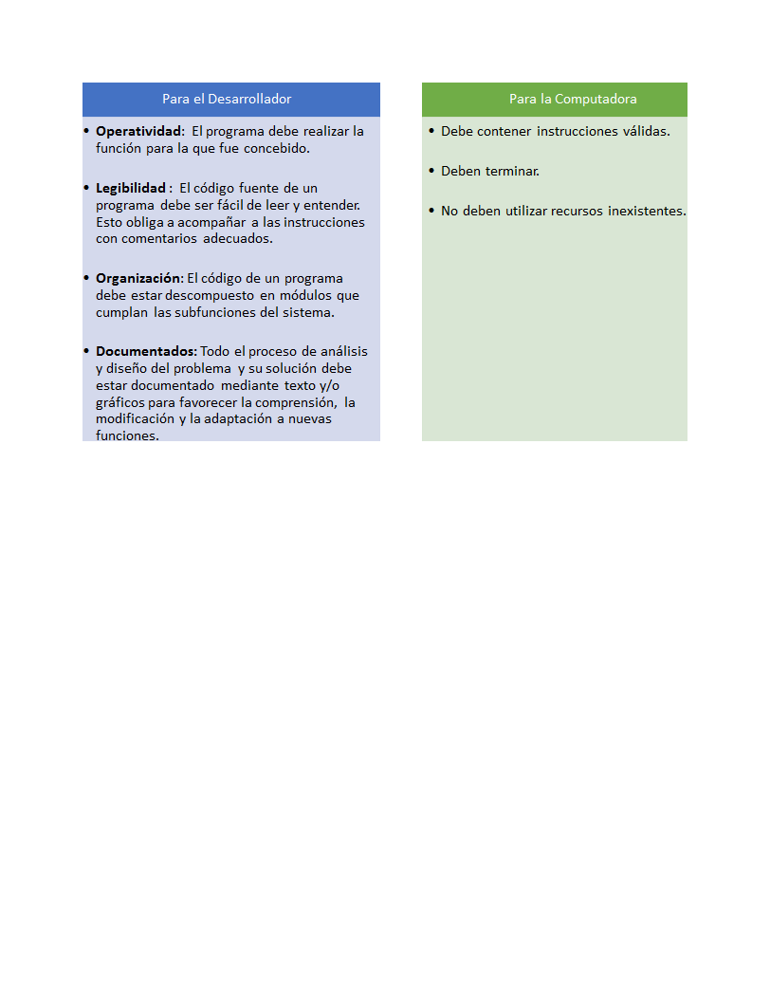 Para el Desarrollador
• Operatividad: El programa debe realizar la
función para la que fue concebido.
• Legibilidad : El código fuente de un
programa debe ser fácil de leer y entender.
Esto obliga a acompañar a las instrucciones
con comentarios adecuados.
• Organización: El código de un programa
debe estar descompuesto en módulos que
cumplan las subfunciones del sistema.
• Documentados: Todo el proceso de análisis
y diseño del problema y su solución debe
estar documentado mediante texto y/o
gráficos para favorecer la comprensión, la
modificación y la adaptación a nuevas
funciones.
Para la Computadora
• Debe contener instrucciones válidas.
• Deben terminar.
• No deben utilizar recursos inexistentes.